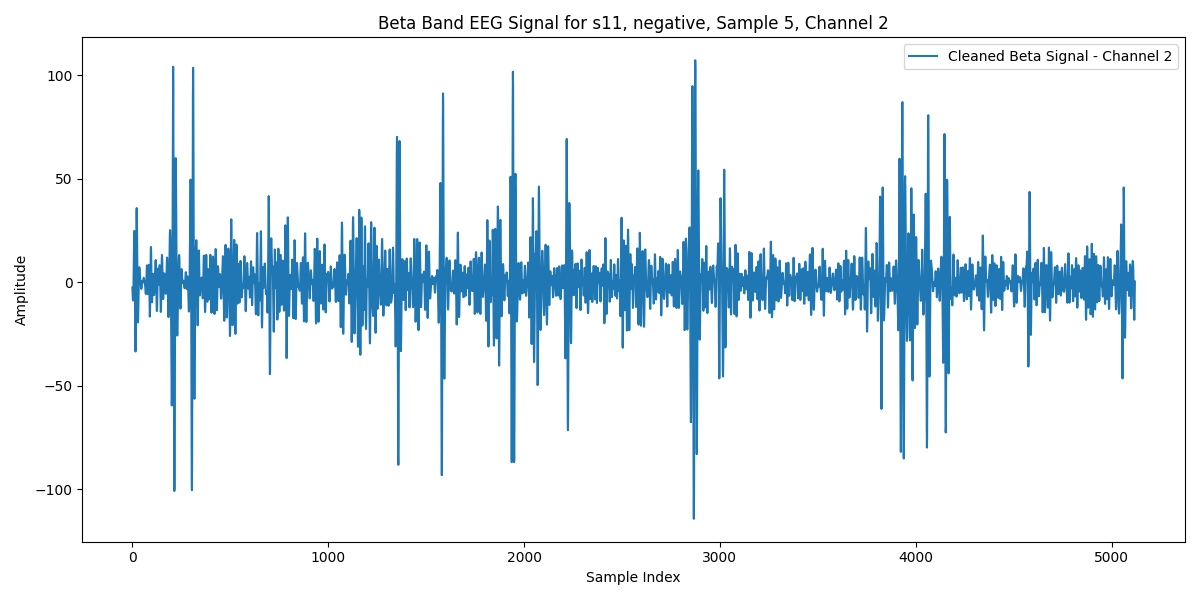 Beta Band EEG Signal for s11, negative, Sample 5, Channel 2
Cleaned Beta Signal - Channel 2
Amplitude
100
50
0
−50
−100
0 1000 2000 3000 4000 5000
Sample Index